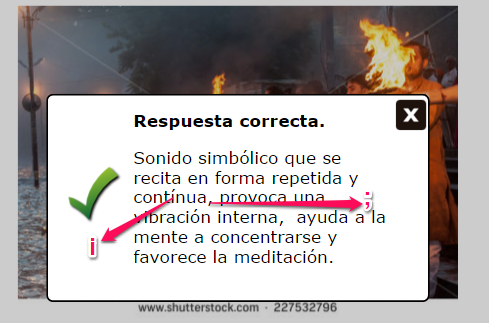 X
Respuesta correcta.
Sonido simbólico que se
recita en forma repetida y
contínua, provoca una
;
vibración interna,  ayuda a la
mente a concentrarse y
i
favorece la meditación.
www.shutterstock.com · 227532796